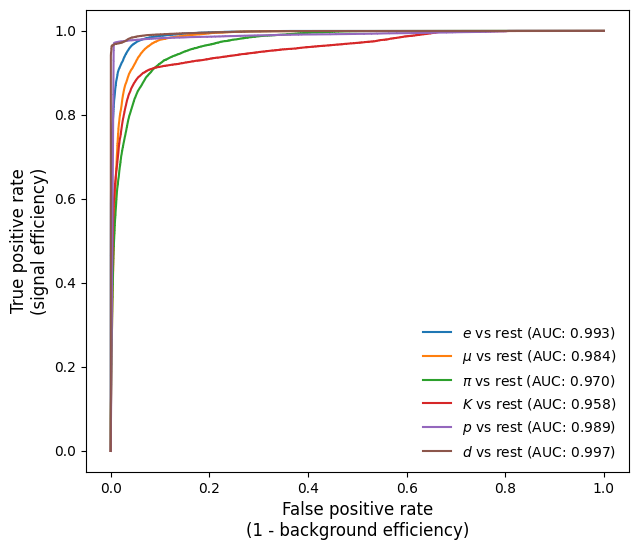 True positive rate
(signal efficiency)
1.0
0.8
0.6
0.4
0.2
0.0
e vs rest (AUC: 0.993)
μ vs rest (AUC: 0.984)
π vs rest (AUC: 0.970)
K vs rest (AUC: 0.958)
p vs rest (AUC: 0.989)
d vs rest (AUC: 0.997)
0.0 0.2 0.4 0.6 0.8 1.0
False positive rate
(1 - background efficiency)